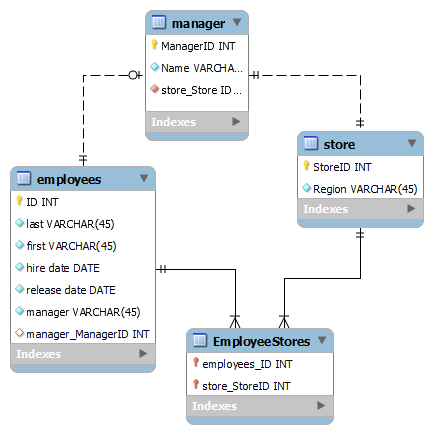 manager
ManagerID INT
Name VARCHA...
store_Store ID...
Indexes
store
StoreID INT
Region VARCHAR(45)
Indexes
employees
ID INT
last VARCHAR(45)
first VARCHAR(45)
hire date DATE
release date DATE
manager VARCHAR(45)
manager_ManagerID INT
Indexes
EmployeeStores
employees_ID INT
store_StoreID INT
Indexes